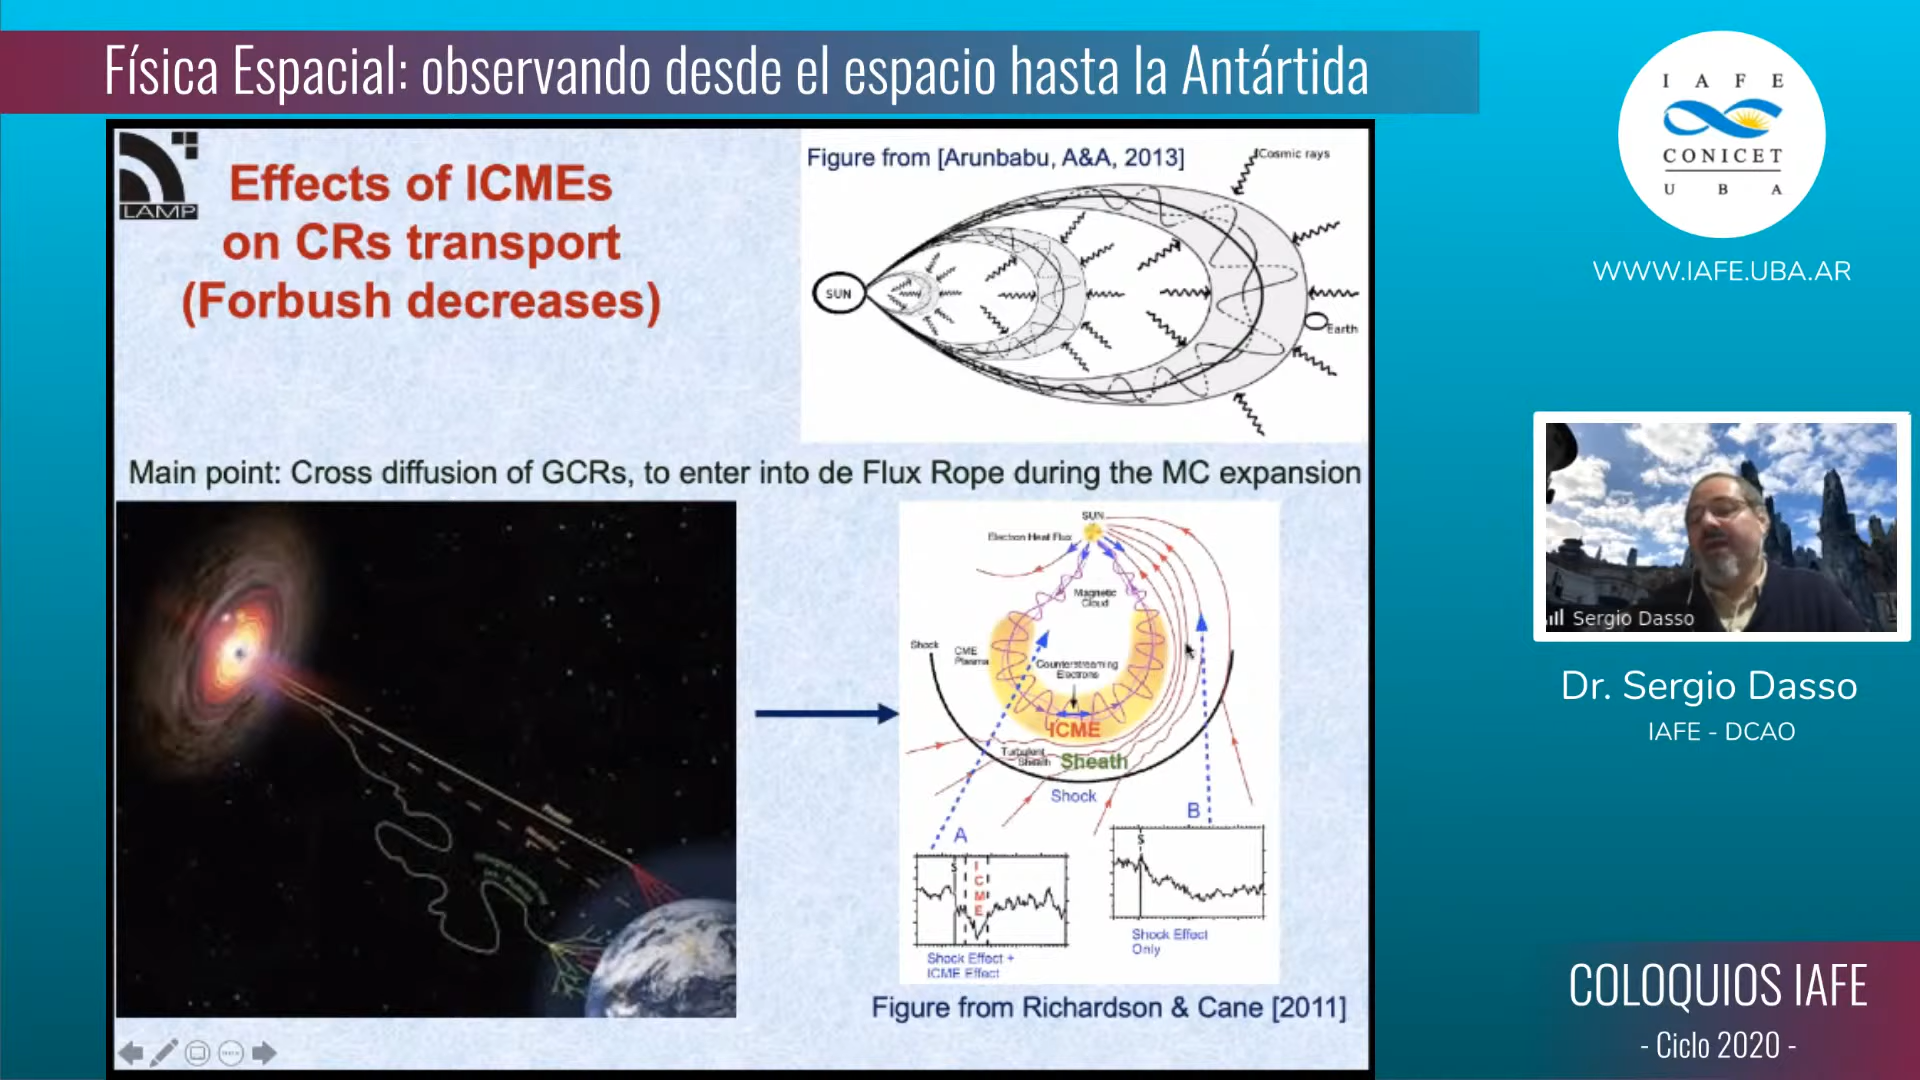 Física Espacial: observando desde el espacio hasta la Antártida
LAMP
Effects of ICMEs
on CRs transport
(Forbush decreases)
Figure from [Arunbabu, A&A, 2013]
Cosmic rays
SUN
Earth
Main point: Cross diffusion of GCRs, to enter into de Flux Rope during the MC expansion
SUN
Electron Heat Flux
Magnetic
Cloud
Shock
CME
Plasma
Counterstreaming
Electrons
ICME
Turbulent
Sheath
Sheath
Shock
A
B
S
ICME
S
Shock Effect +
ICME Effect
Shock Effect
Only
Figure from Richardson & Cane [2011]
IAFE
CONICET
UBA
WWW.IAFE.UBA.AR
Sergio Dasso
Dr. Sergio Dasso
IAFE - DCAO
COLOQUIOS IAFE
- Ciclo 2020 -